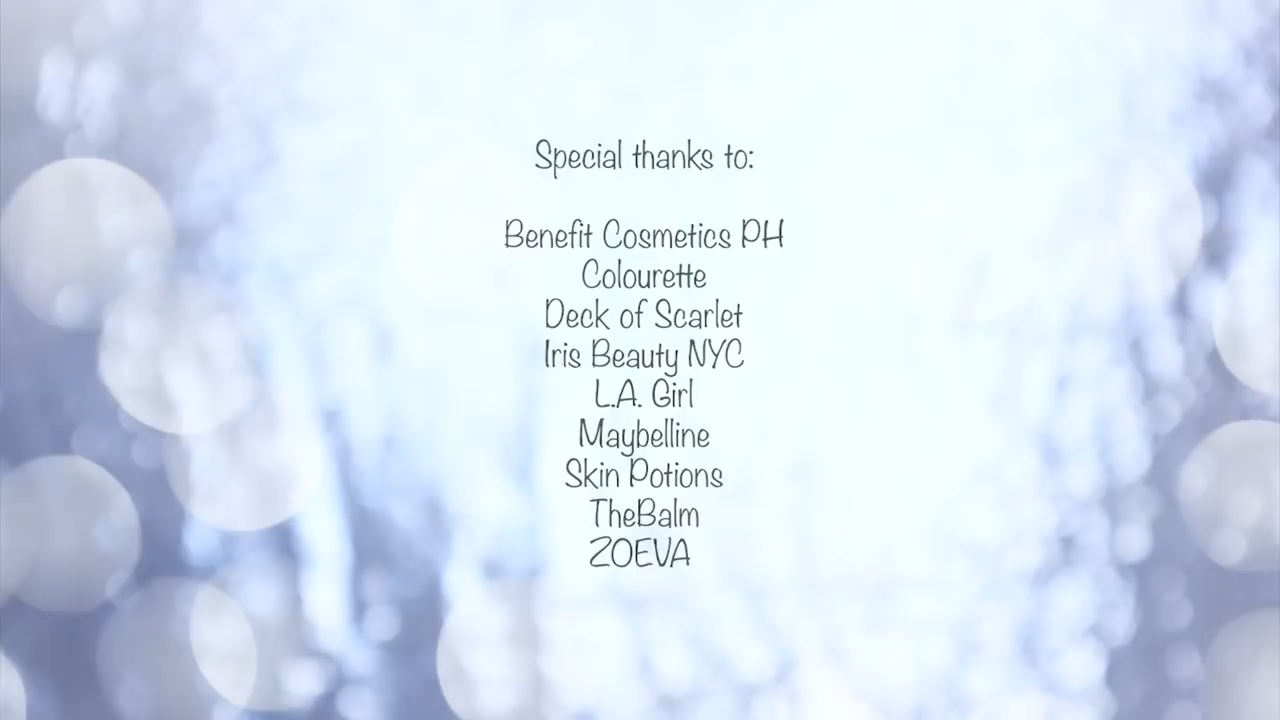 Special thanks to:
Benefit Cosmetics PH
Colourette
Deck of Scarlet
Iris Beauty NYC
L.A. Girl
Maybelline
Skin Potions
TheBalm
ZOEVA